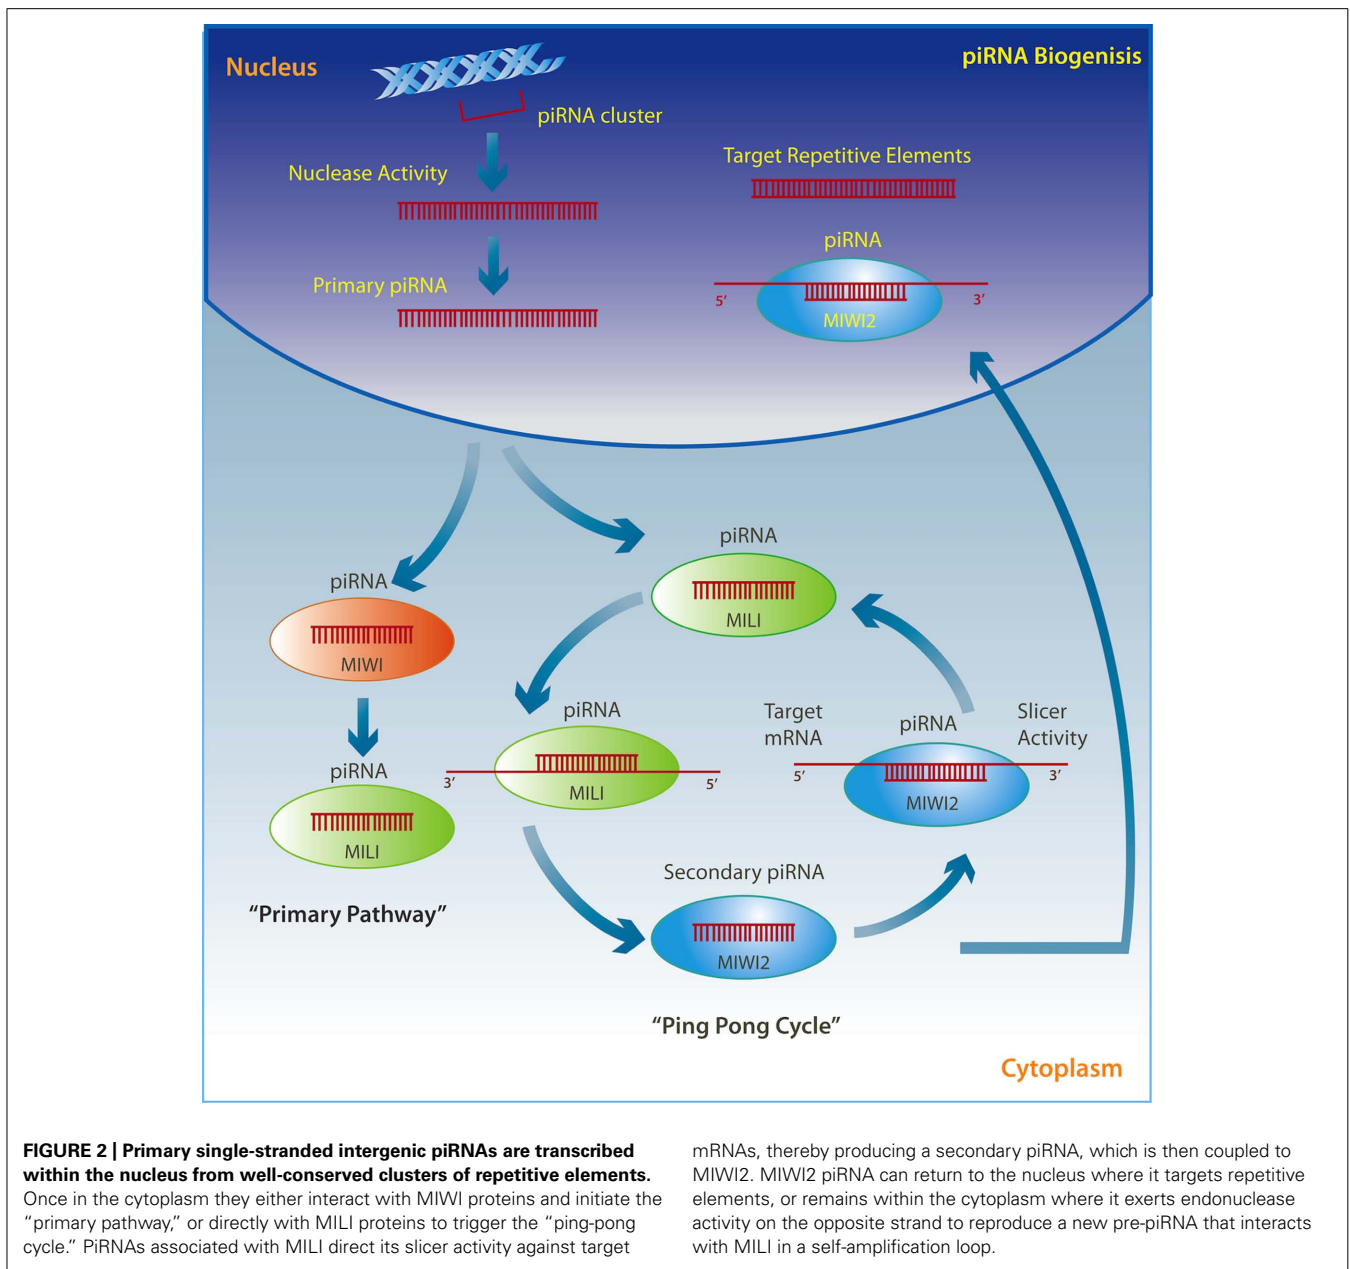 Nucleus
piRNA Biogenisis
piRNA cluster
Nuclease Activity
Target Repetitive Elements
piRNA
Primary piRNA
5′
3′
MIWI2
piRNA
MILI
piRNA
MIWI
piRNA
MILI
"Primary Pathway"
piRNA
3′
5′
MILI
Target
mRNA
piRNA
Slicer
Activity
5′
3′
MIWI2
Secondary piRNA
MIWI2
"Ping Pong Cycle"
Cytoplasm
FIGURE 2 | Primary single-stranded intergenic piRNAs are transcribed
within the nucleus from well-conserved clusters of repetitive elements.
Once in the cytoplasm they either interact with MIWI proteins and initiate the
"primary pathway," or directly with MILI proteins to trigger the "ping-pong
cycle." PiRNAs associated with MILI direct its slicer activity against target
mRNAs, thereby producing a secondary piRNA, which is then coupled to
MIWI2. MIWI2 piRNA can return to the nucleus where it targets repetitive
elements, or remains within the cytoplasm where it exerts endonuclease
activity on the opposite strand to reproduce a new pre-piRNA that interacts
with MILI in a self-amplification loop.